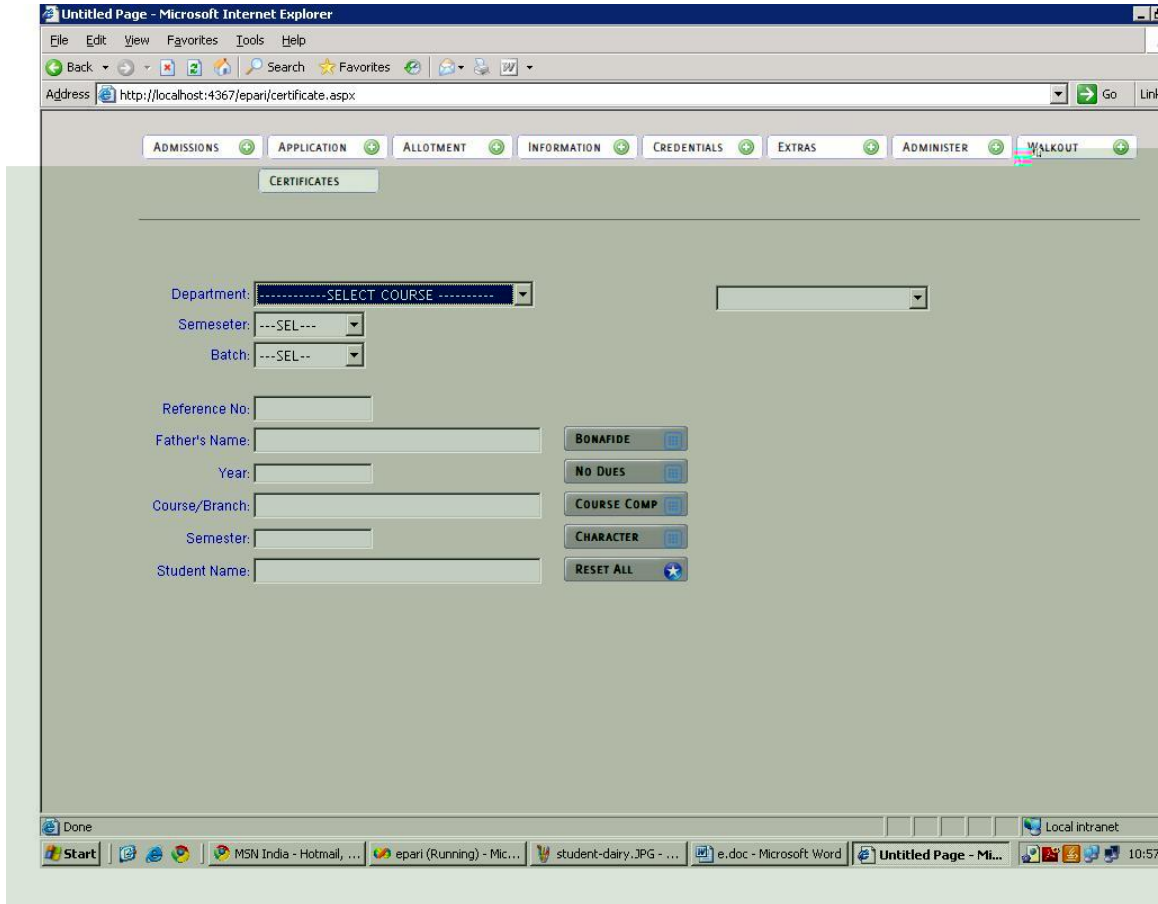 Untitled Page - Microsoft Internet Explorer
File Edit View Favorites Tools Help
Back Search Favorites
Address http://localhost:4367/epari/certificate.aspx Go Link
ADMISSIONS APPLICATION ALLOTMENT INFORMATION CREDENTIALS EXTRAS ADMINISTER WALKOUT
CERTIFICATES
Department: ------------SELECT COURSE ----------
Semeseter: ---SEL---
Batch: ---SEL--
Reference No:
Father's Name: BONAFIDE
Year: NO DUES
Course/Branch: COURSE COMP
Semester: CHARACTER
Student Name: RESET ALL
Done Local intranet
Start MSN India - Hotmail, ... epari (Running) - Mic... student-dairy.JPG - ... e.doc - Microsoft Word Untitled Page - Mi... 10:57